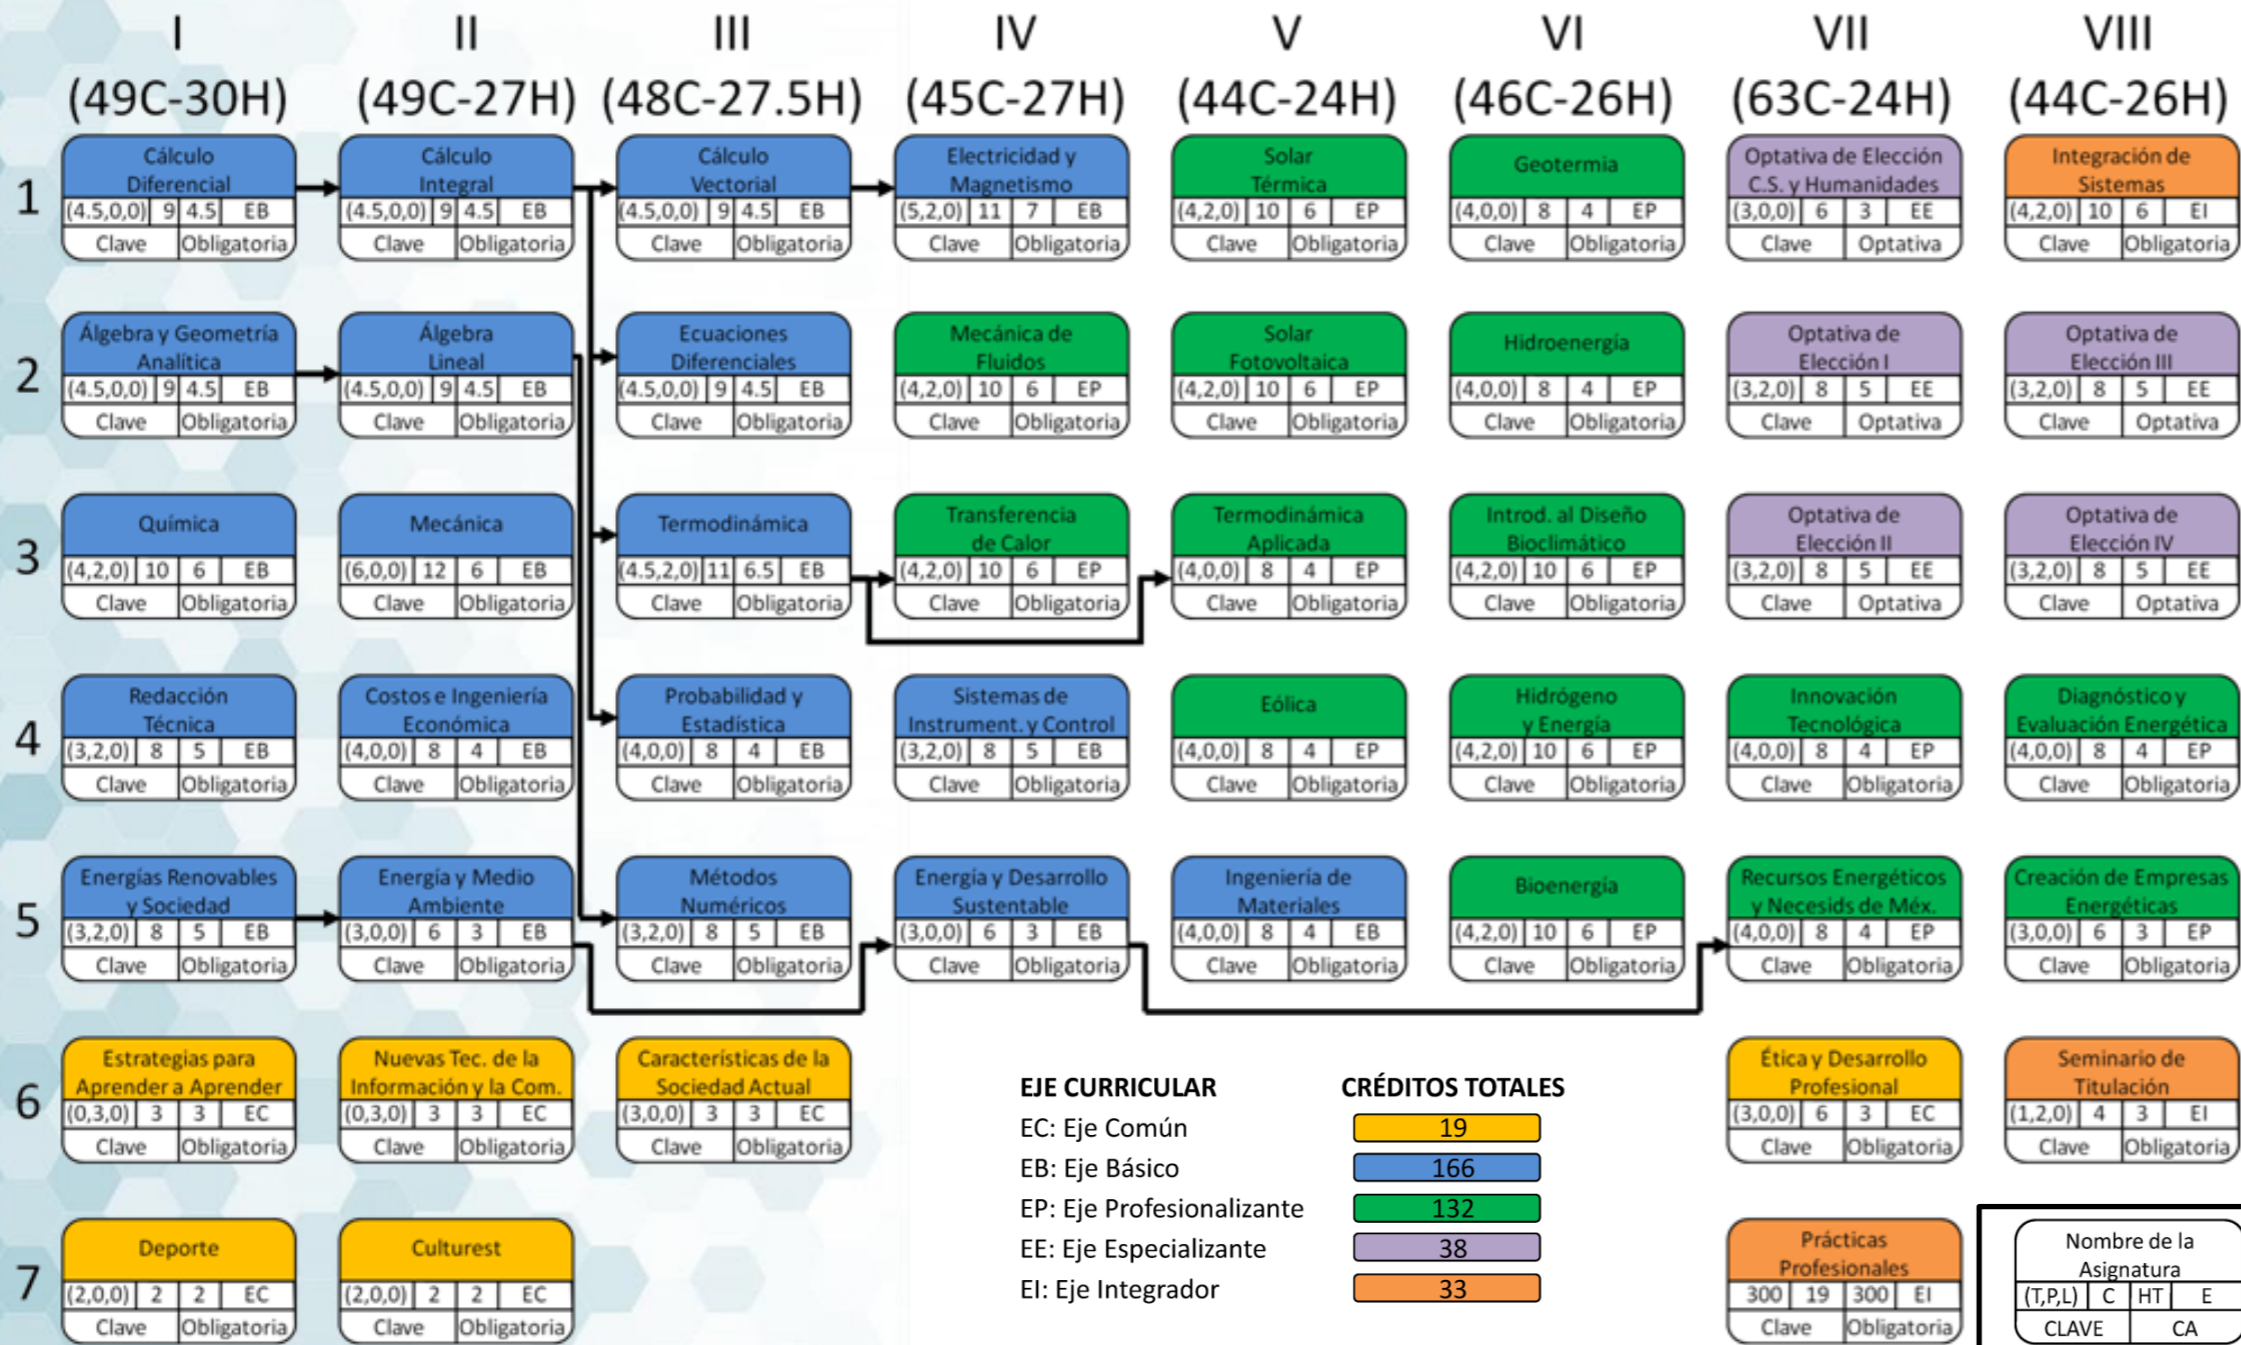 I II III IV V VI VII VIII
(49C-30H) (49C-27H) (48C-27.5H) (45C-27H) (44C-24H) (46C-26H) (63C-24H) (44C-26H)
1
Cálculo
Diferencial
(4.5,0,0) 9 4.5 EB
Clave Obligatoria
Cálculo
Integral
(4.5,0,0) 9 4.5 EB
Clave Obligatoria
Cálculo
Vectorial
(4.5,0,0) 9 4.5 EB
Clave Obligatoria
Electricidad y
Magnetismo
(5,2,0) 11 7 EB
Clave Obligatoria
Solar
Térmica
(4,2,0) 10 6 EP
Clave Obligatoria
Geotermia
(4,0,0) 8 4 EP
Clave Obligatoria
Optativa de Elección
C.S. y Humanidades
(3,0,0) 6 3 EE
Clave Optativa
Integración de
Sistemas
(4,2,0) 10 6 EI
Clave Obligatoria
2
Álgebra y Geometría
Analítica
(4.5,0,0) 9 4.5 EB
Clave Obligatoria
Álgebra
Lineal
(4.5,0,0) 9 4.5 EB
Clave Obligatoria
Ecuaciones
Diferenciales
(4.5,0,0) 9 4.5 EB
Clave Obligatoria
Mecánica de
Fluidos
(4,2,0) 10 6 EP
Clave Obligatoria
Solar
Fotovoltaica
(4,2,0) 10 6 EP
Clave Obligatoria
Hidroenergía
(4,0,0) 8 4 EP
Clave Obligatoria
Optativa de
Elección I
(3,2,0) 8 5 EE
Clave Optativa
Optativa de
Elección III
(3,2,0) 8 5 EE
Clave Optativa
3
Química
(4,2,0) 10 6 EB
Clave Obligatoria
Mecánica
(6,0,0) 12 6 EB
Clave Obligatoria
Termodinámica
(4.5,2,0) 11 6.5 EB
Clave Obligatoria
Transferencia
de Calor
(4,2,0) 10 6 EP
Clave Obligatoria
Termodinámica
Aplicada
(4,0,0) 8 4 EP
Clave Obligatoria
Introd. al Diseño
Bioclimático
(4,2,0) 10 6 EP
Clave Obligatoria
Optativa de
Elección II
(3,2,0) 8 5 EE
Clave Optativa
Optativa de
Elección IV
(3,2,0) 8 5 EE
Clave Optativa
4
Redacción
Técnica
(3,2,0) 8 5 EB
Clave Obligatoria
Costos e Ingeniería
Económica
(4,0,0) 8 4 EB
Clave Obligatoria
Probabilidad y
Estadística
(4,0,0) 8 4 EB
Clave Obligatoria
Sistemas de
Instrument. y Control
(3,2,0) 8 5 EB
Clave Obligatoria
Eólica
(4,0,0) 8 4 EP
Clave Obligatoria
Hidrógeno
y Energía
(4,2,0) 10 6 EP
Clave Obligatoria
Innovación
Tecnológica
(4,0,0) 8 4 EP
Clave Obligatoria
Diagnóstico y
Evaluación Energética
(4,0,0) 8 4 EP
Clave Obligatoria
5
Energías Renovables
y Sociedad
(3,2,0) 8 5 EB
Clave Obligatoria
Energía y Medio
Ambiente
(3,0,0) 6 3 EB
Clave Obligatoria
Métodos
Numéricos
(3,2,0) 8 5 EB
Clave Obligatoria
Energía y Desarrollo
Sustentable
(3,0,0) 6 3 EB
Clave Obligatoria
Ingeniería de
Materiales
(4,0,0) 8 4 EB
Clave Obligatoria
Bioenergía
(4,2,0) 10 6 EP
Clave Obligatoria
Recursos Energéticos
y Necesids de Méx.
(4,0,0) 8 4 EP
Clave Obligatoria
Creación de Empresas
Energéticas
(3,0,0) 6 3 EP
Clave Obligatoria
6
Estrategias para
Aprender a Aprender
(0,3,0) 3 3 EC
Clave Obligatoria
Nuevas Tec. de la
Información y la Com.
(0,3,0) 3 3 EC
Clave Obligatoria
Características de la
Sociedad Actual
(3,0,0) 3 3 EC
Clave Obligatoria
Ética y Desarrollo
Profesional
(3,0,0) 6 3 EC
Clave Obligatoria
Seminario de
Titulación
(1,2,0) 4 3 EI
Clave Obligatoria
7
Deporte
(2,0,0) 2 2 EC
Clave Obligatoria
Culturest
(2,0,0) 2 2 EC
Clave Obligatoria
Prácticas
Profesionales
300 19 300 EI
Clave Obligatoria
EJE CURRICULAR CRÉDITOS TOTALES
EC: Eje Común 19
EB: Eje Básico 166
EP: Eje Profesionalizante 132
EE: Eje Especializante 38
EI: Eje Integrador 33
Nombre de la
Asignatura
(T,P,L) C HT E
CLAVE CA